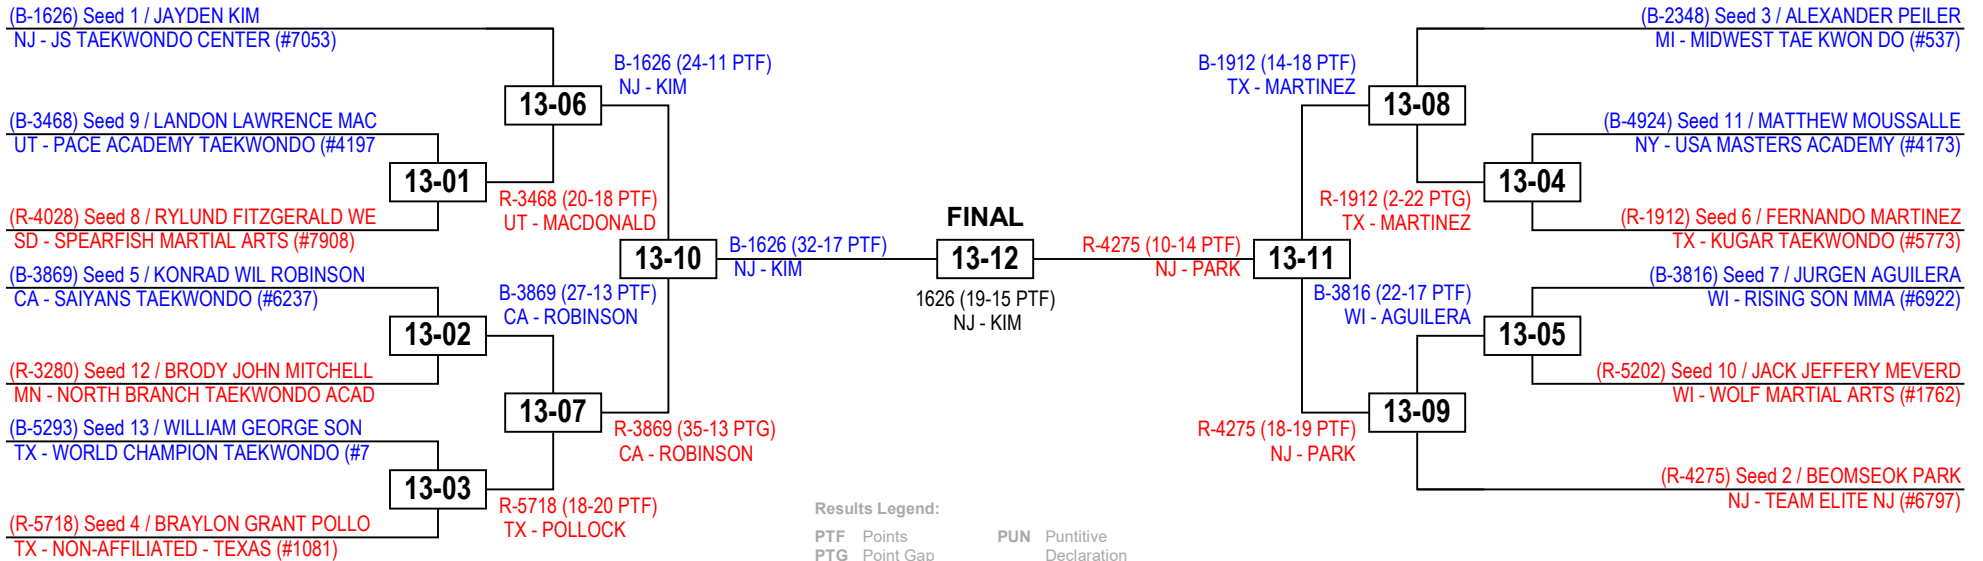 (B-1626) Seed 1 / JAYDEN KIM
NJ - JS TAEKWONDO CENTER (#7053)
B-1626 (24-11 PTF)
NJ - KIM
13-06
(B-3468) Seed 9 / LANDON LAWRENCE MAC
UT - PACE ACADEMY TAEKWONDO (#4197
13-01
R-3468 (20-18 PTF)
UT - MACDONALD
(R-4028) Seed 8 / RYLUND FITZGERALD WE
SD - SPEARFISH MARTIAL ARTS (#7908)
13-10
B-1626 (32-17 PTF)
NJ - KIM
(B-3869) Seed 5 / KONRAD WIL ROBINSON
CA - SAIYANS TAEKWONDO (#6237)
B-3869 (27-13 PTF)
CA - ROBINSON
13-02
(R-3280) Seed 12 / BRODY JOHN MITCHELL
MN - NORTH BRANCH TAEKWONDO ACAD
13-07
R-3869 (35-13 PTG)
CA - ROBINSON
(B-5293) Seed 13 / WILLIAM GEORGE SON
TX - WORLD CHAMPION TAEKWONDO (#7
13-03
R-5718 (18-20 PTF)
TX - POLLOCK
(R-5718) Seed 4 / BRAYLON GRANT POLLO
TX - NON-AFFILIATED - TEXAS (#1081)
FINAL
13-12
1626 (19-15 PTF)
NJ - KIM
(B-2348) Seed 3 / ALEXANDER PEILER
MI - MIDWEST TAE KWON DO (#537)
B-1912 (14-18 PTF)
TX - MARTINEZ
13-08
(B-4924) Seed 11 / MATTHEW MOUSSALLE
NY - USA MASTERS ACADEMY (#4173)
13-04
R-1912 (2-22 PTG)
TX - MARTINEZ
(R-1912) Seed 6 / FERNANDO MARTINEZ
TX - KUGAR TAEKWONDO (#5773)
R-4275 (10-14 PTF)
NJ - PARK
13-11
(B-3816) Seed 7 / JURGEN AGUILERA
WI - RISING SON MMA (#6922)
B-3816 (22-17 PTF)
WI - AGUILERA
13-05
(R-5202) Seed 10 / JACK JEFFERY MEVERD
WI - WOLF MARTIAL ARTS (#1762)
13-09
R-4275 (18-19 PTF)
NJ - PARK
(R-4275) Seed 2 / BEOMSEOK PARK
NJ - TEAM ELITE NJ (#6797)
Results Legend:
PTF Points PUN Puntitive
PTG Point Gap Declaration